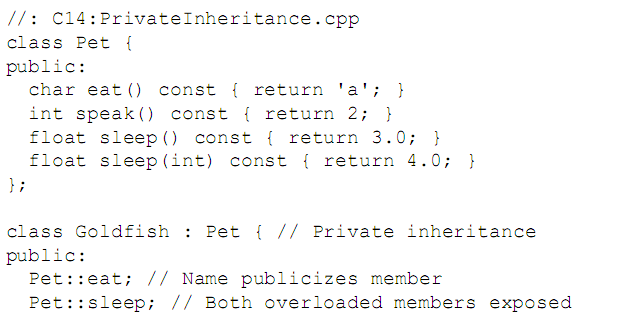 //: C14:PrivateInheritance.cpp
class Pet {
public:
  char eat() const { return 'a'; }
  int speak() const { return 2; }
  float sleep() const { return 3.0; }
  float sleep(int) const { return 4.0; }
};

class Goldfish : Pet { // Private inheritance
public:
  Pet::eat; // Name publicizes member
  Pet::sleep; // Both overloaded members exposed